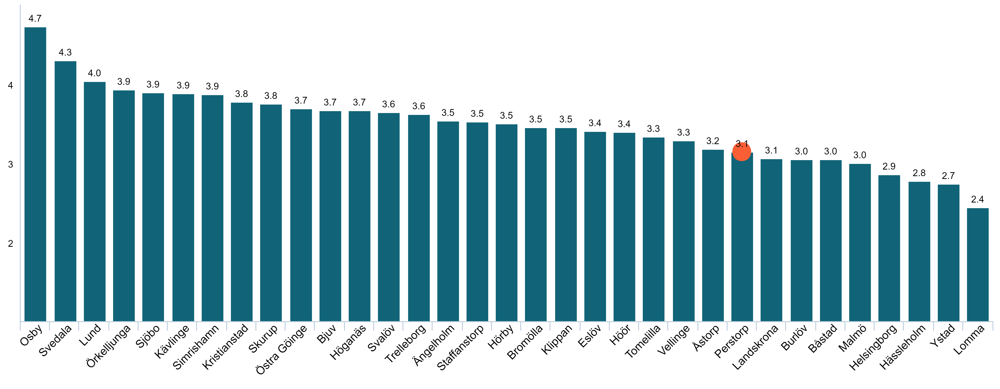 4.7
4.3
4.0
3.9
3.9
3.9
3.9
3.8
3.8
3.7
3.7
3.7
3.6
3.6
3.5
3.5
3.5
3.5
3.5
3.4
3.4
3.3
3.3
3.2
3.1
3.1
3.0
3.0
3.0
2.9
2.8
2.7
2.4
4
3
2
Osby
Svedala
Lund
Örkelljunga
Sjöbo
Kävlinge
Simrishamn
Kristianstad
Skurup
Östra Göinge
Bjuv
Höganäs
Svalöv
Trelleborg
Ängelholm
Staffanstorp
Hörby
Bromölla
Klippan
Eslöv
Höör
Tomelilla
Vellinge
Åstorp
Perstorp
Landskrona
Burlöv
Båstad
Malmö
Helsingborg
Hässleholm
Ystad
Lomma